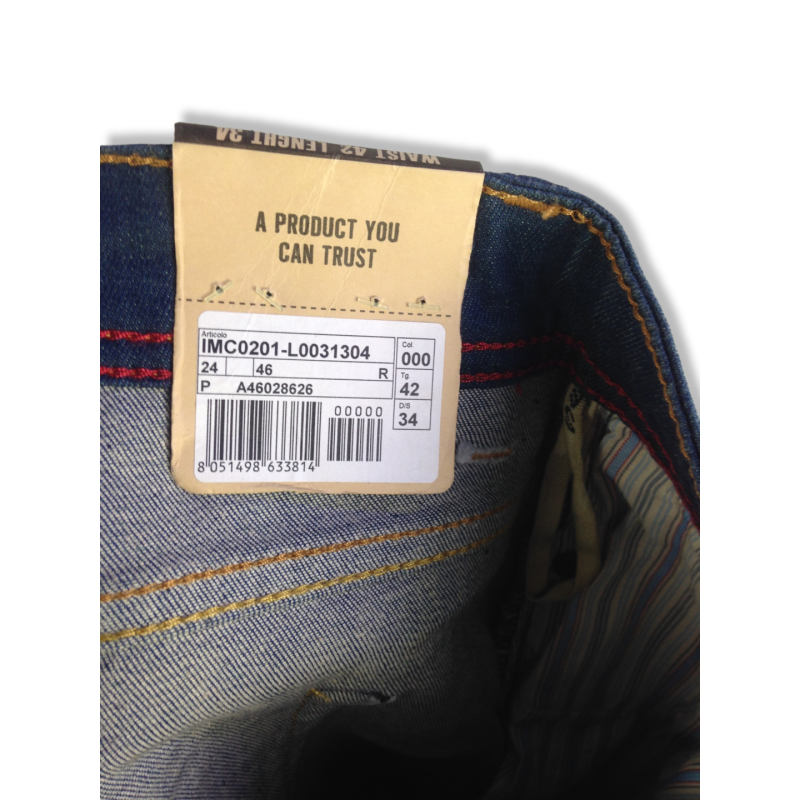 WAIST 42 LENGHT 34
A PRODUCT YOU
CAN TRUST
Articolo
IMC0201-L0031304
Col.
000
24 46 R
Tg.
42
P A46028626
D/S
34
00000
8 051498 633814